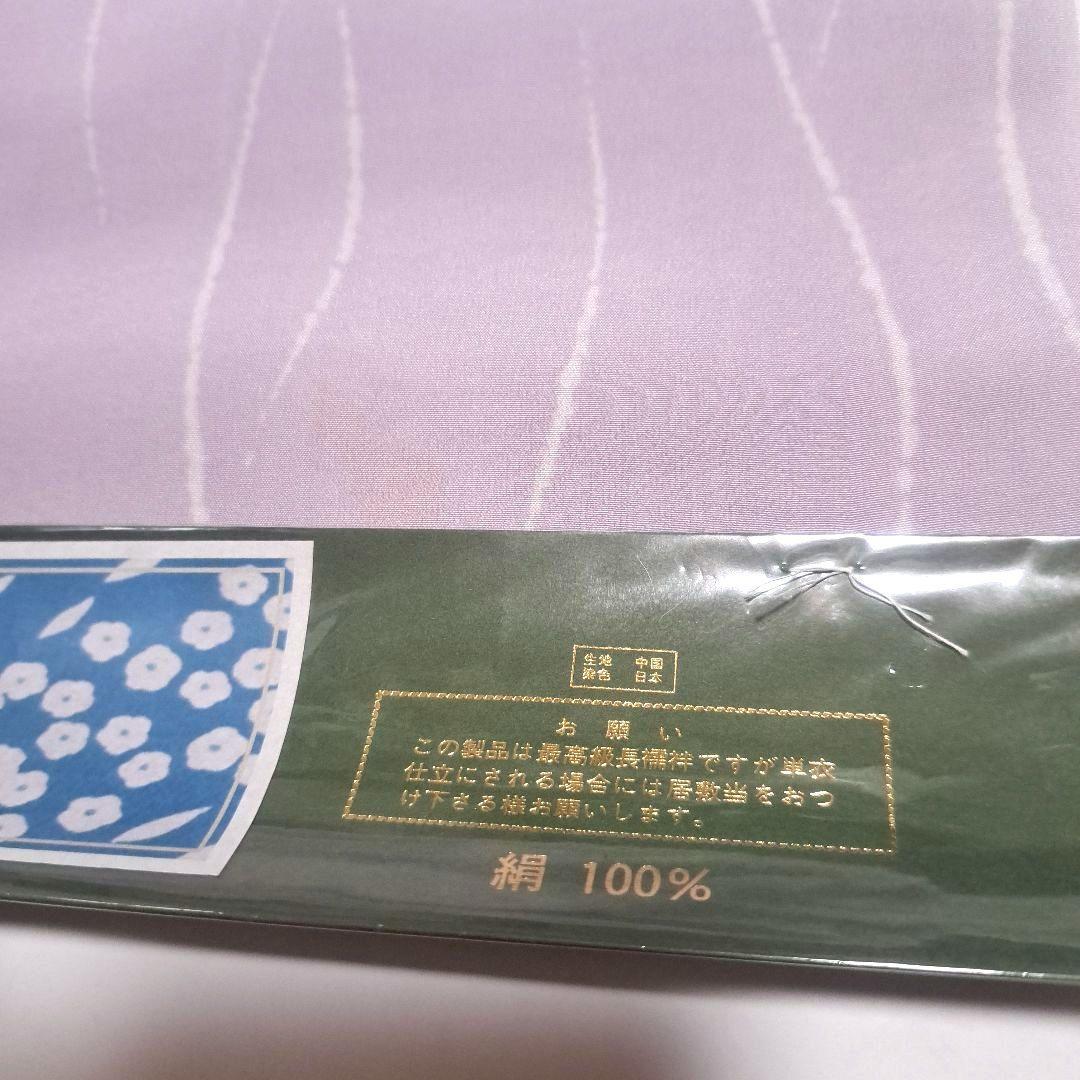 生地 中国
染色 日本
お願い
この製品は最高級長襦袢ですが単衣
仕立にされる場合には居敷当をおつ
け下さる様お願いします。
絹 100%